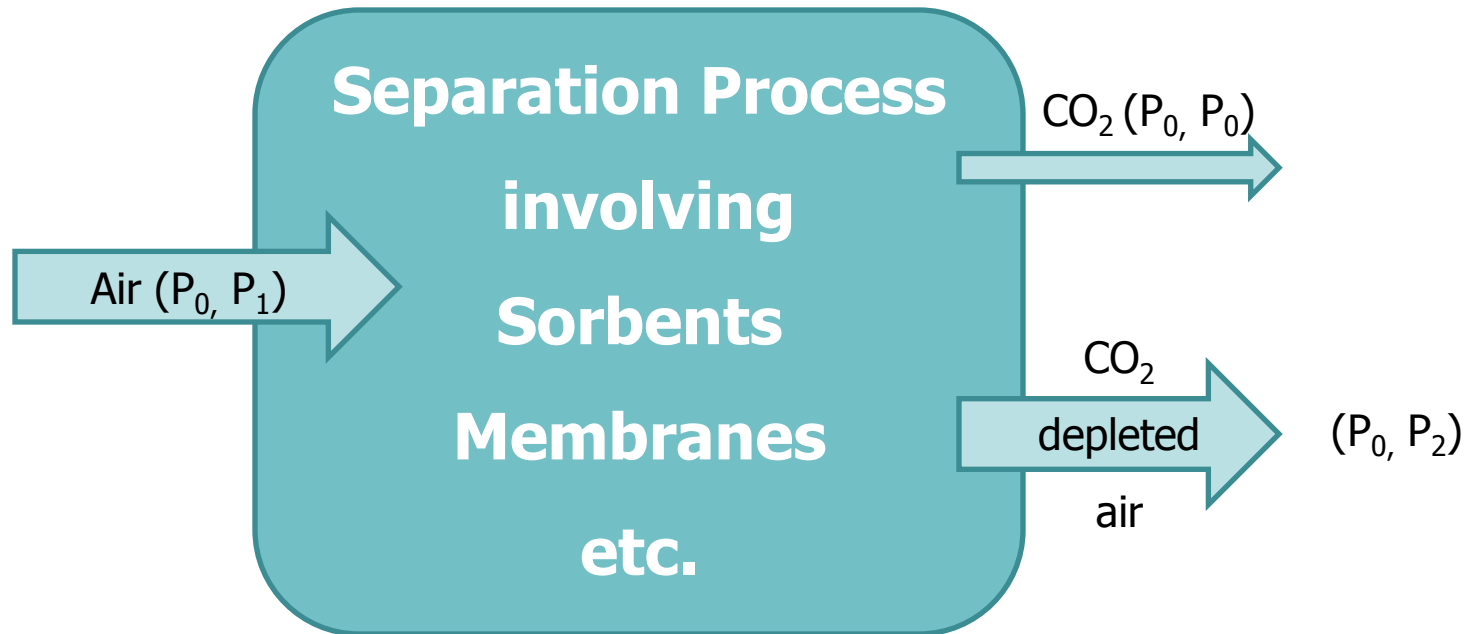 Separation Process
involving
Sorbents
Membranes
etc.
Air (P₀, P₁)
CO₂ (P₀, P₀)
CO₂
depleted
air
(P₀, P₂)